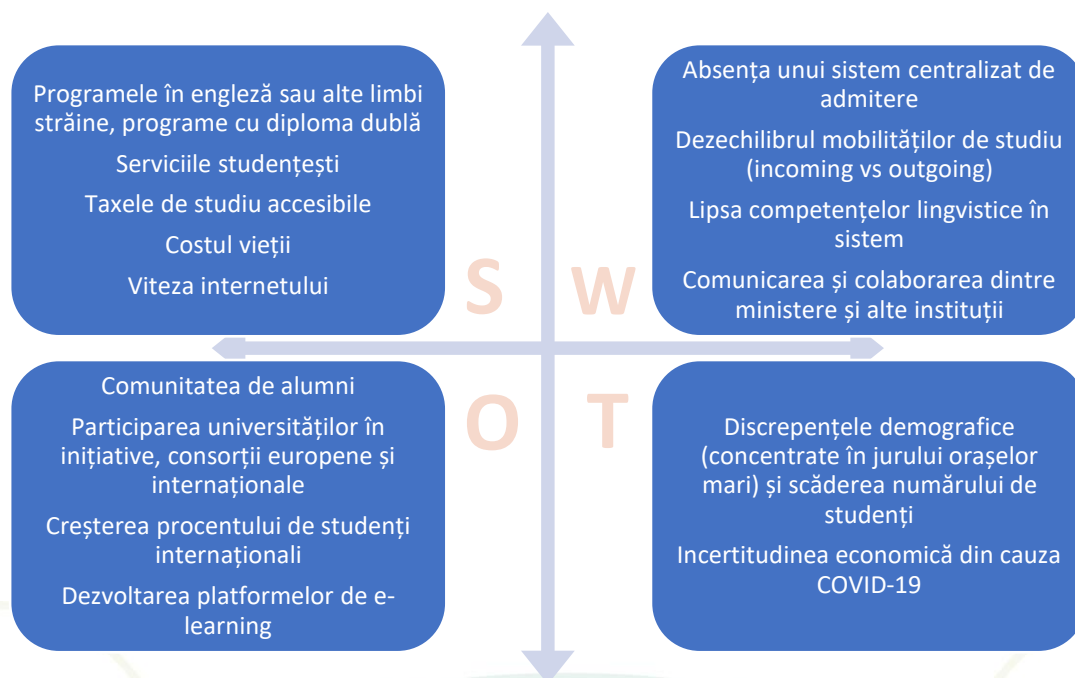 Programele în engleză sau alte limbi
străine, programe cu diploma dublă
Serviciile studențești
Taxele de studiu accesibile
Costul vieții
Viteza internetului
Absența unui sistem centralizat de
admitere
Dezechilibrul mobilităților de studiu
(incoming vs outgoing)
Lipsa competențelor lingvistice în
sistem
Comunicarea și colaborarea dintre
ministere și alte instituții
S W
O T
Comunitatea de alumni
Participarea universităților în
inițiative, consorții europene și
internaționale
Creșterea procentului de studenți
internaționali
Dezvoltarea platformelor de e-
learning
Discrepențele demografice
(concentrate în jurului orașelor
mari) și scăderea numărului de
studenți
Incertitudinea economică din cauza
COVID-19